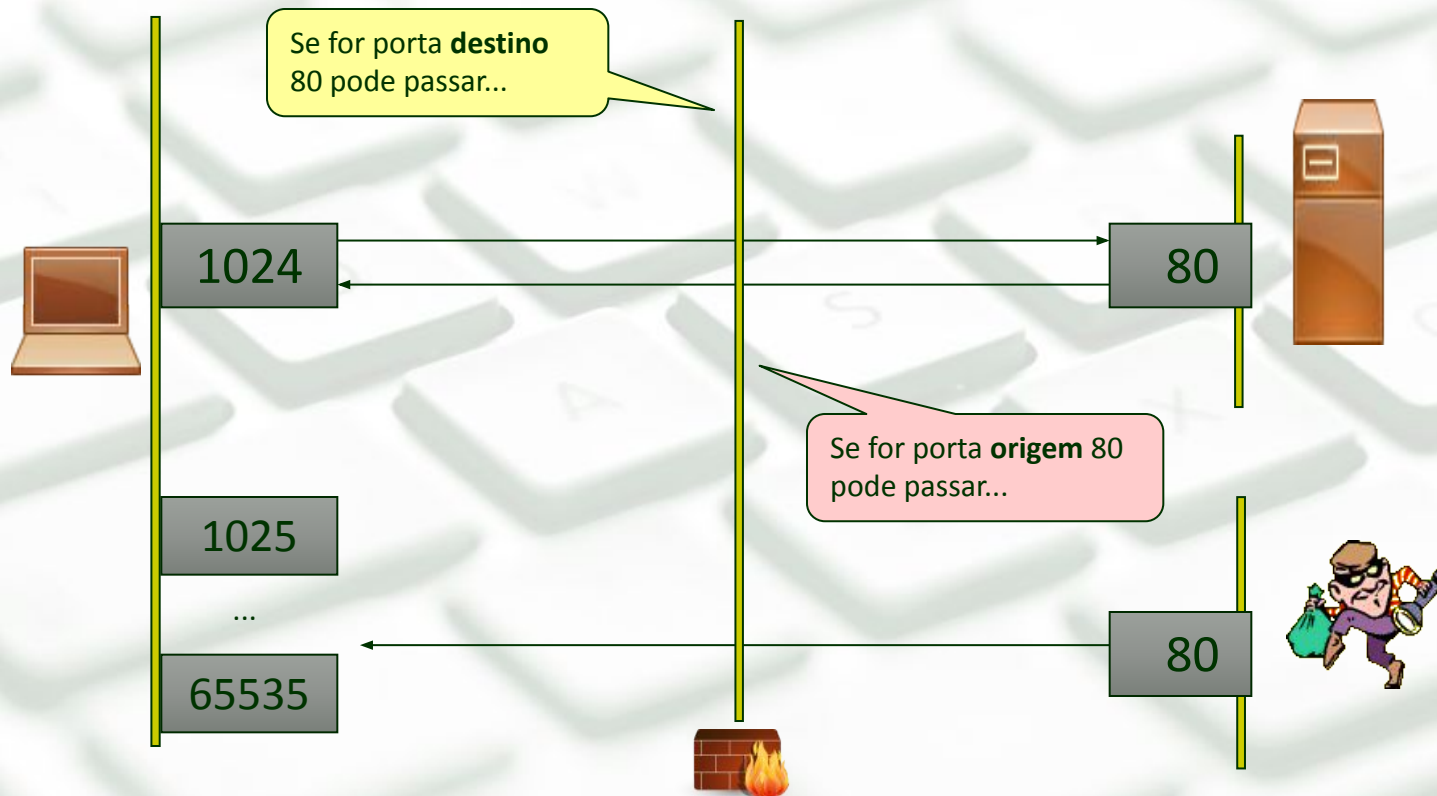 Se for porta destino
80 pode passar...
1024
80
Se for porta origem 80
pode passar...
1025
...
65535
80